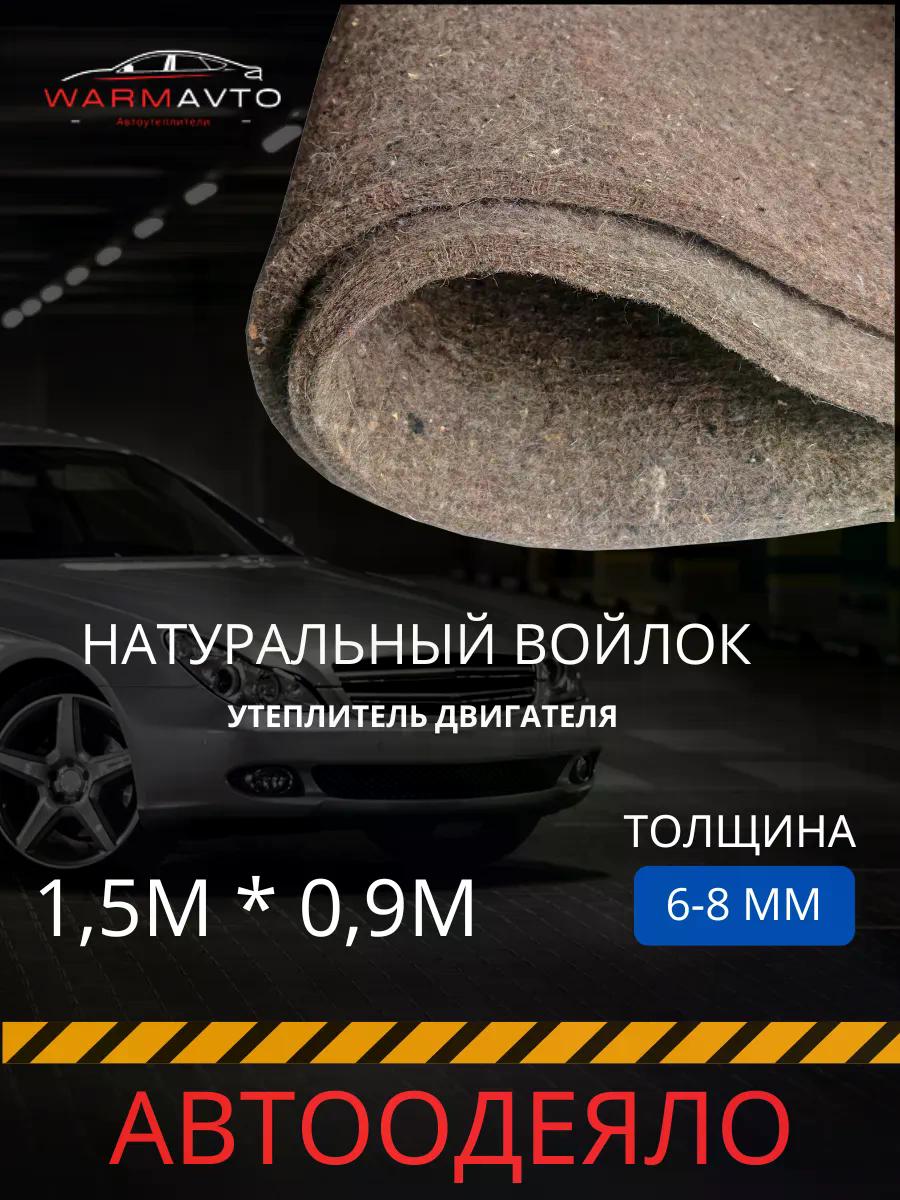 WARMAVTO
Автоутеплители
НАТУРАЛЬНЫЙ ВОЙЛОК
УТЕПЛИТЕЛЬ ДВИГАТЕЛЯ
ТОЛЩИНА
6-8 ММ
1,5М * 0,9М
АВТООДЕЯЛО